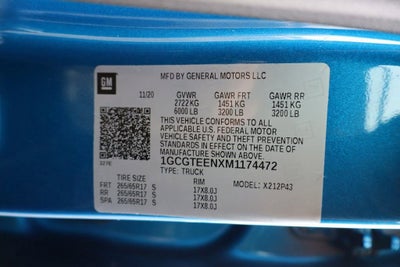 GM
MFD BY GENERAL MOTORS LLC
11/20 GVWR GAWR FRT GAWR RR
2722 KG 1451 KG 1451 KG
6000 LB 3200 LB 3200 LB
THIS VEHICLE CONFORMS TO ALL
APPLICABLE U.S. FEDERAL MOTOR
VEHICLE SAFETY AND THEFT PREVENTION
STANDARDS IN EFFECT ON THE DATE OF
MANUFACTURE SHOWN ABOVE.
1GCGTEENXM1174472
TYPE: TRUCK
TIRE SIZE RIM MODEL: X212P43
FRT 265/65R17 S 17X8.0J
RR 265/65R17 S 17X8.0J
SPA 265/65R17 S 17X8.0J